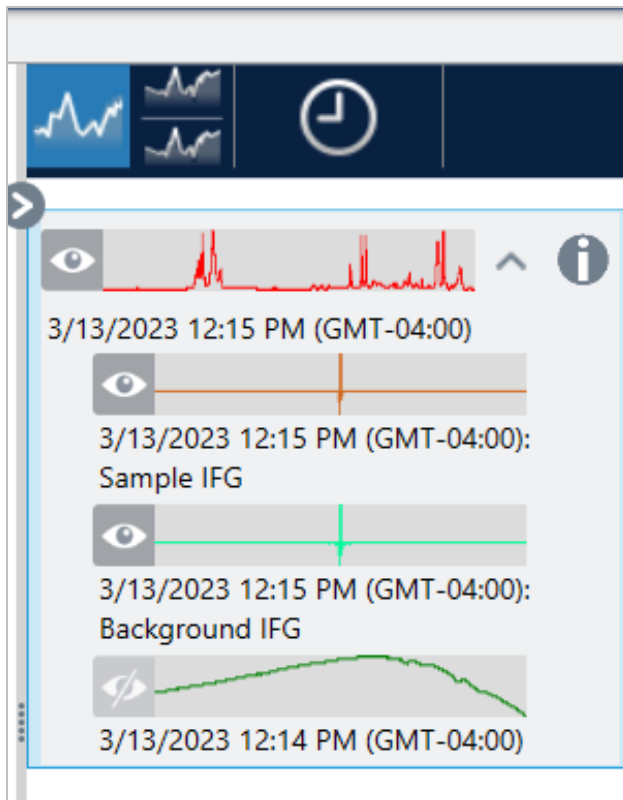 3/13/2023 12:15 PM (GMT-04:00)
3/13/2023 12:15 PM (GMT-04:00):
Sample IFG
3/13/2023 12:15 PM (GMT-04:00):
Background IFG
3/13/2023 12:14 PM (GMT-04:00)